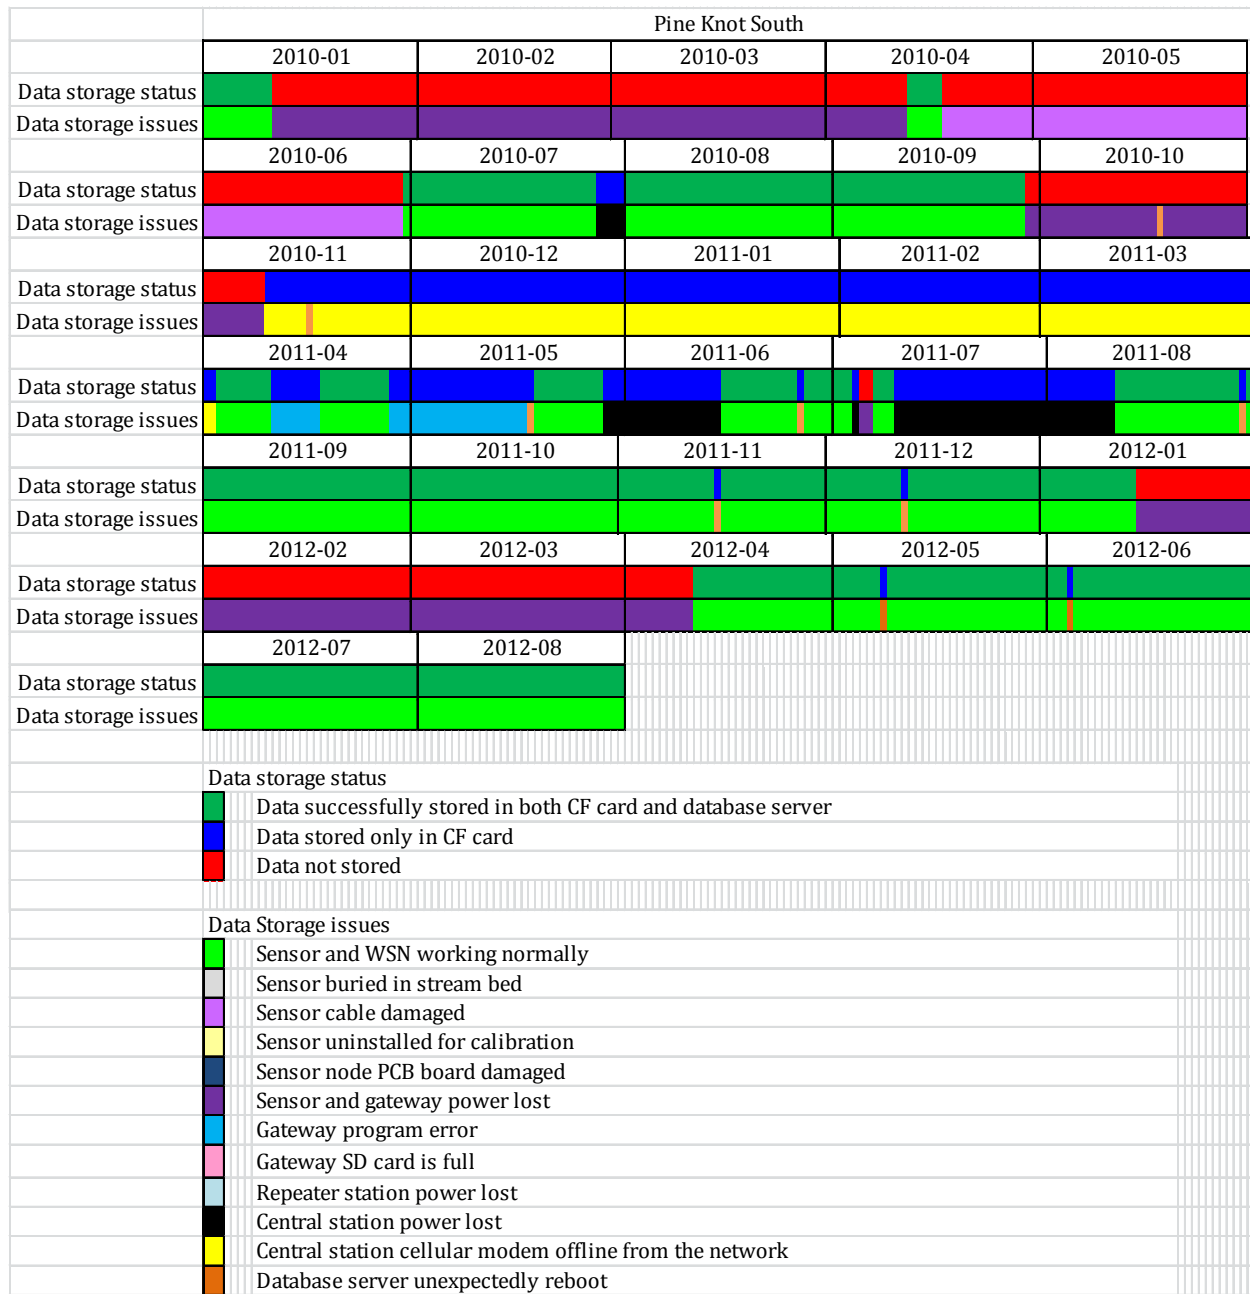 Pine Knot South
2010-01 2010-02 2010-03 2010-04 2010-05
Data storage status
Data storage issues
2010-06 2010-07 2010-08 2010-09 2010-10
Data storage status
Data storage issues
2010-11 2010-12 2011-01 2011-02 2011-03
Data storage status
Data storage issues
2011-04 2011-05 2011-06 2011-07 2011-08
Data storage status
Data storage issues
2011-09 2011-10 2011-11 2011-12 2012-01
Data storage status
Data storage issues
2012-02 2012-03 2012-04 2012-05 2012-06
Data storage status
Data storage issues
2012-07 2012-08
Data storage status
Data storage issues
Data storage status
Data successfully stored in both CF card and database server
Data stored only in CF card
Data not stored
Data Storage issues
Sensor and WSN working normally
Sensor buried in stream bed
Sensor cable damaged
Sensor uninstalled for calibration
Sensor node PCB board damaged
Sensor and gateway power lost
Gateway program error
Gateway SD card is full
Repeater station power lost
Central station power lost
Central station cellular modem offline from the network
Database server unexpectedly reboot